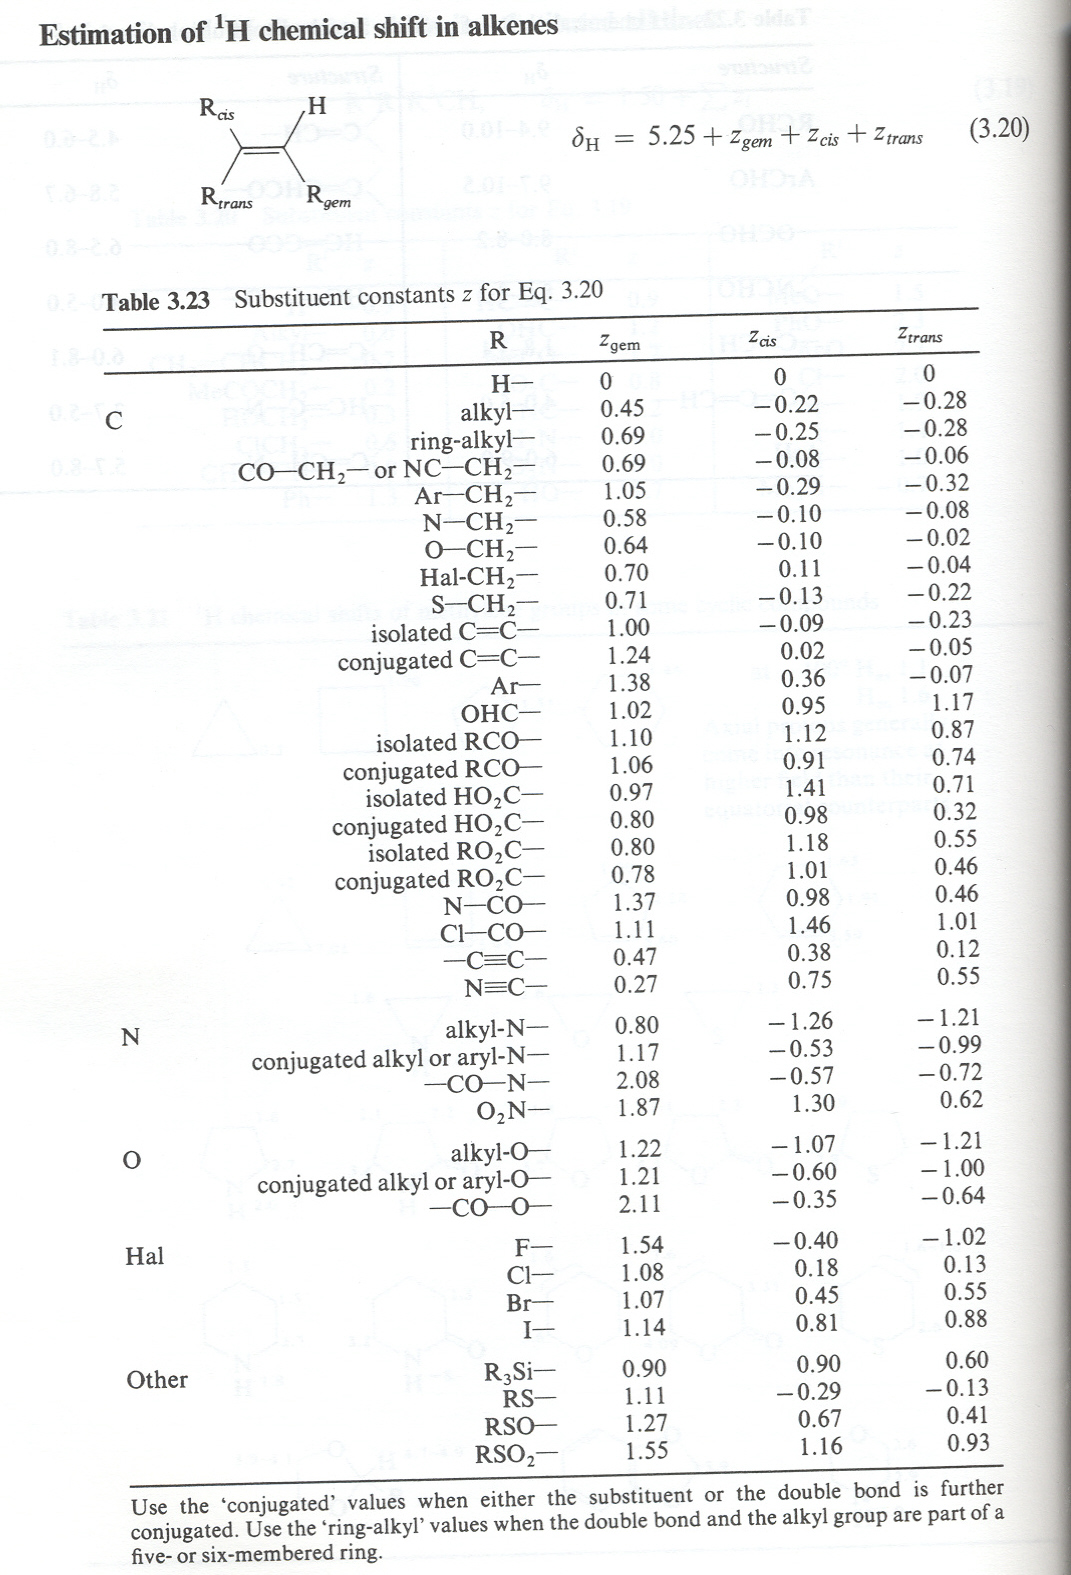 Estimation of ¹H chemical shift in alkenes
R_cis H
R_trans R_gem
δ_H = 5.25 + z_gem + z_cis + z_trans (3.20)
Table 3.23 Substituent constants z for Eq. 3.20
R z_gem z_cis z_trans
H— 0 0 0
C alkyl— 0.45 −0.22 −0.28
ring-alkyl— 0.69 −0.25 −0.28
CO—CH₂— or NC—CH₂— 0.69 −0.08 −0.06
Ar—CH₂— 1.05 −0.29 −0.32
N—CH₂— 0.58 −0.10 −0.08
O—CH₂— 0.64 −0.10 −0.02
Hal-CH₂— 0.70 0.11 −0.04
S—CH₂— 0.71 −0.13 −0.22
isolated C=C— 1.00 −0.09 −0.23
conjugated C=C— 1.24 0.02 −0.05
Ar— 1.38 0.36 −0.07
OHC— 1.02 0.95 1.17
isolated RCO— 1.10 1.12 0.87
conjugated RCO— 1.06 0.91 0.74
isolated HO₂C— 0.97 1.41 0.71
conjugated HO₂C— 0.80 0.98 0.32
isolated RO₂C— 0.80 1.18 0.55
conjugated RO₂C— 0.78 1.01 0.46
N—CO— 1.37 0.98 0.46
Cl—CO— 1.11 1.46 1.01
—C≡C— 0.47 0.38 0.12
N≡C— 0.27 0.75 0.55
N alkyl-N— 0.80 −1.26 −1.21
conjugated alkyl or aryl-N— 1.17 −0.53 −0.99
—CO—N— 2.08 −0.57 −0.72
O₂N— 1.87 1.30 0.62
O alkyl-O— 1.22 −1.07 −1.21
conjugated alkyl or aryl-O— 1.21 −0.60 −1.00
—CO—O— 2.11 −0.35 −0.64
Hal F— 1.54 −0.40 −1.02
Cl— 1.08 0.18 0.13
Br— 1.07 0.45 0.55
I— 1.14 0.81 0.88
Other R₃Si— 0.90 0.90 0.60
RS— 1.11 −0.29 −0.13
RSO— 1.27 0.67 0.41
RSO₂— 1.55 1.16 0.93
Use the ‘conjugated’ values when either the substituent or the double bond is further
conjugated. Use the ‘ring-alkyl’ values when the double bond and the alkyl group are part of a
five- or six-membered ring.